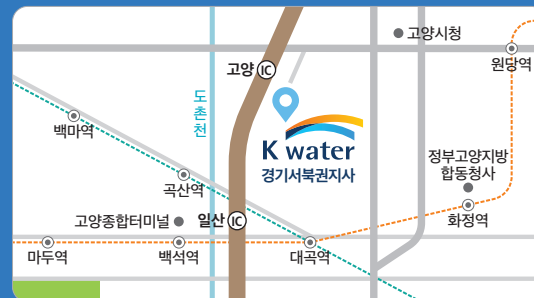 고양시청
원당역
고양 IC
도촌천
백마역
K water
경기서북권지사
정부고양지방
합동청사
곡산역
고양종합터미널
일산 IC
화정역
마두역
백석역
대곡역